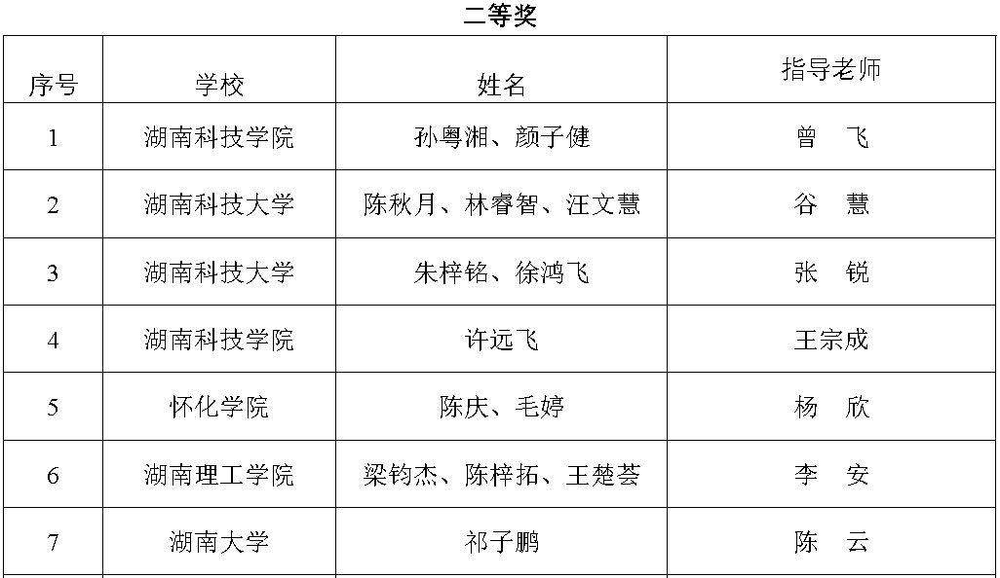 二等奖
序号 学校 姓名 指导老师
1 湖南科技学院 孙粤湘、颜子健 曾 飞
2 湖南科技大学 陈秋月、林睿智、汪文慧 谷 慧
3 湖南科技大学 朱梓铭、徐鸿飞 张 锐
4 湖南科技学院 许远飞 王宗成
5 怀化学院 陈庆、毛婷 杨 欣
6 湖南理工学院 梁钧杰、陈梓拓、王楚荟 李 安
7 湖南大学 祁子鹏 陈 云